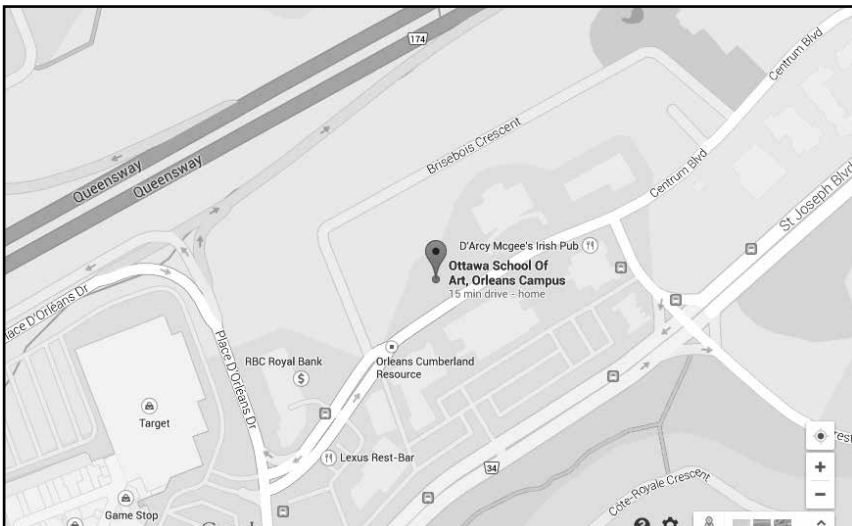 174
Centrum Blvd
Queensway
Queensway
Brisebois Crescent
Centrum Blvd
St Joseph Blvd
D'Arcy Mcgee's Irish Pub
Ottawa School Of
Art, Orleans Campus
15 min drive - home
Place D'Orléans Dr
Place D'Orléans Dr
RBC Royal Bank
$
Orleans Cumberland
Resource
Target
Lexus Rest-Bar
34
Game Stop
Côte-Royale Crescent
+
−
?